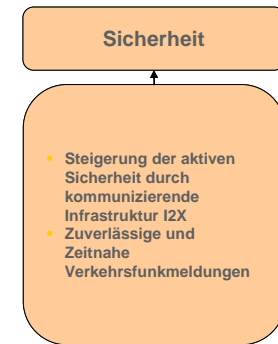 Sicherheit
Steigerung der aktiven
Sicherheit durch
kommunizierende
Infrastruktur I2X
Zuverlässige und
Zeitnahe
Verkehrsfunkmeldungen